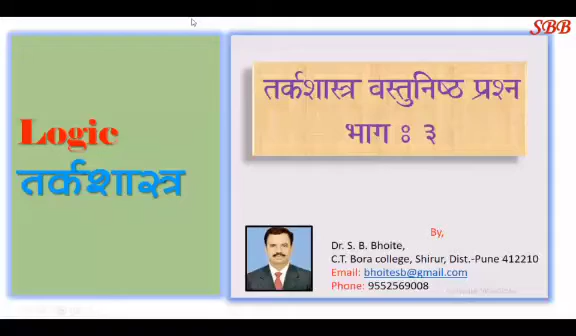 SBB
Logic
तर्कशास्त्र
तर्कशास्त्र वस्तुनिष्ठ प्रश्न
भाग : ३
By,
Dr. S. B. Bhoite,
C.T. Bora college, Shirur, Dist.-Pune 412210
Email: bhoitesb@gmail.com
Phone: 9552569008